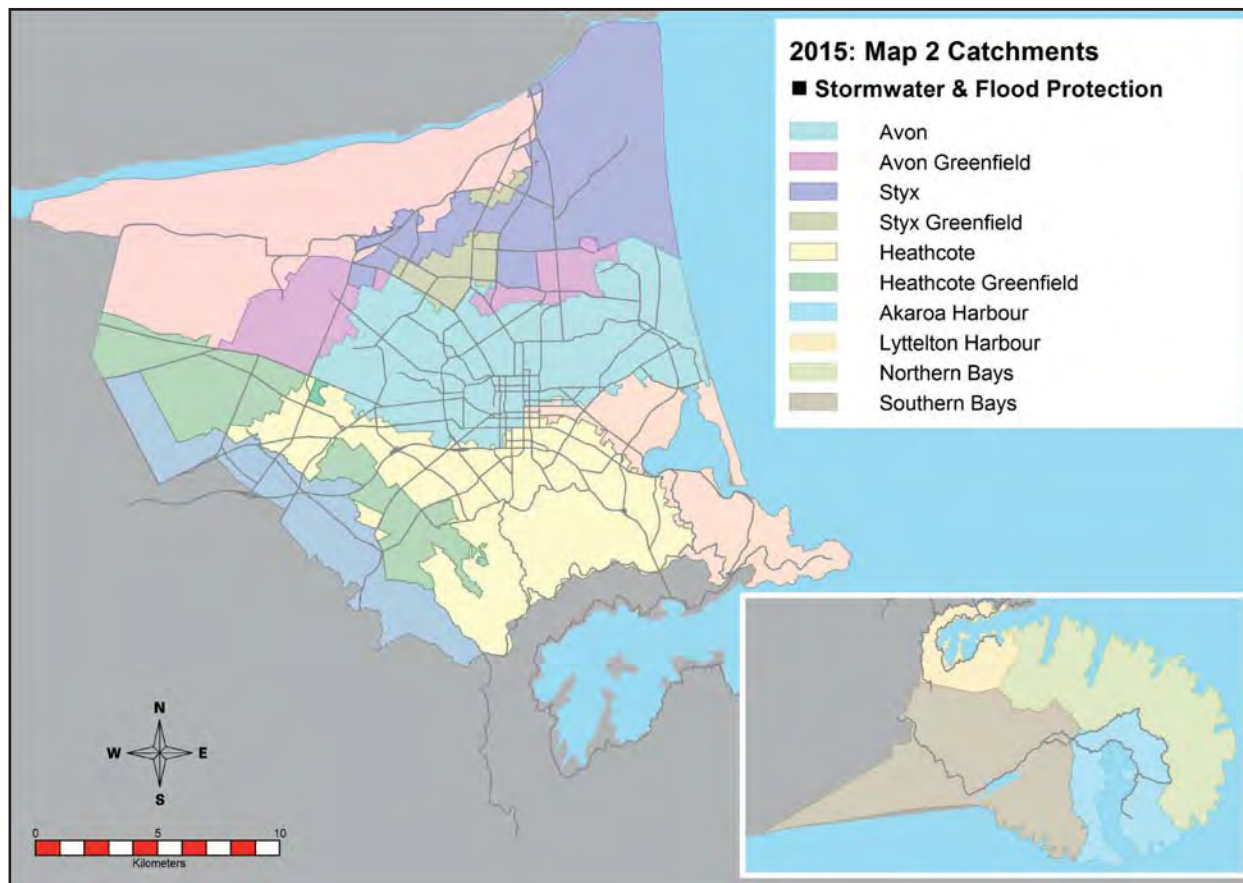 2015: Map 2 Catchments
■ Stormwater & Flood Protection
Avon
Avon Greenfield
Styx
Styx Greenfield
Heathcote
Heathcote Greenfield
Akaroa Harbour
Lyttelton Harbour
Northern Bays
Southern Bays
N
W E
S
0 5 10
Kilometers